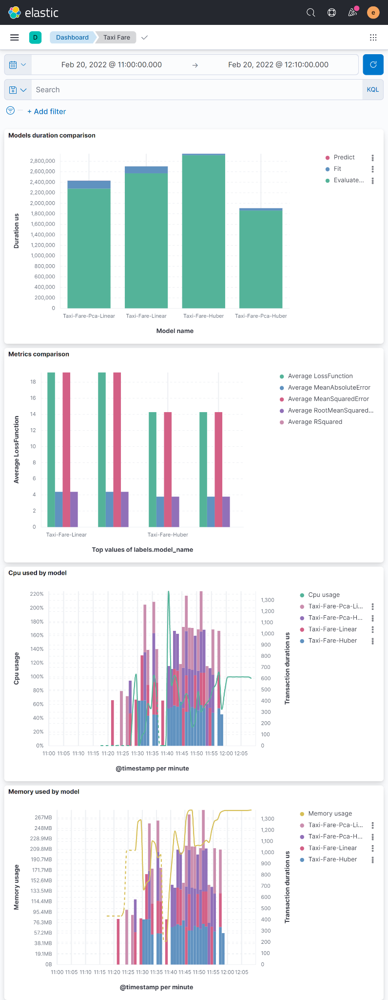 elastic
e
D
Dashboard
Taxi Fare
Feb 20, 2022 @ 11:00:00.000
→
Feb 20, 2022 @ 12:10:00.000
Search
KQL
+ Add filter
Models duration comparison
2,800,000
2,600,000
2,400,000
2,200,000
2,000,000
1,800,000
1,600,000
1,400,000
1,200,000
1,000,000
800,000
600,000
400,000
200,000
0
Duration us
Taxi-Fare-Pca-Linear
Taxi-Fare-Linear
Taxi-Fare-Huber
Taxi-Fare-Pca-Huber
Model name
Predict
Fit
Evaluate...
Metrics comparison
18
16
14
12
10
8
6
4
2
0
Average LossFunction
Taxi-Fare-Linear
Taxi-Fare-Huber
Top values of labels.model_name
Average LossFunction
Average MeanAbsoluteError
Average MeanSquaredError
Average RootMeanSquared...
Average RSquared
Cpu used by model
220%
200%
180%
160%
140%
120%
100%
80%
60%
40%
20%
0%
Cpu usage
1,300
1,200
1,100
1,000
900
800
700
600
500
400
300
200
100
0
Transaction duration us
11:00 11:05 11:10 11:15 11:20 11:25 11:30 11:35 11:40 11:45 11:50 11:55 12:00 12:05
@timestamp per minute
Cpu usage
Taxi-Fare-Pca-Li...
Taxi-Fare-Pca-H...
Taxi-Fare-Linear
Taxi-Fare-Huber
Memory used by model
267MB
248MB
228.9MB
209.8MB
190.7MB
171.7MB
152.6MB
133.5MB
114.4MB
95.4MB
76.3MB
57.2MB
38.1MB
19.1MB
0B
Memory usage
1,300
1,200
1,100
1,000
900
800
700
600
500
400
300
200
100
0
Transaction duration us
11:00 11:05 11:10 11:15 11:20 11:25 11:30 11:35 11:40 11:45 11:50 11:55 12:00 12:05
@timestamp per minute
Memory usage
Taxi-Fare-Pca-Li...
Taxi-Fare-Pca-H...
Taxi-Fare-Linear
Taxi-Fare-Huber